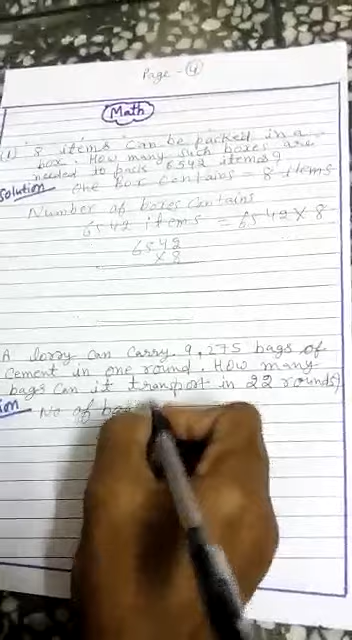 Page - 4
Math
(1) 8 items can be packed in a
box. How many such boxes are
needed to pack 6542 items?
Solution One Box contains = 8 items
Number of boxes contains
6542 items = 6542 x 8
6542
x 8
A lorry can carry 9,275 bags of
cement in one round. How many
bags can it transport in 22 rounds?
ion No of